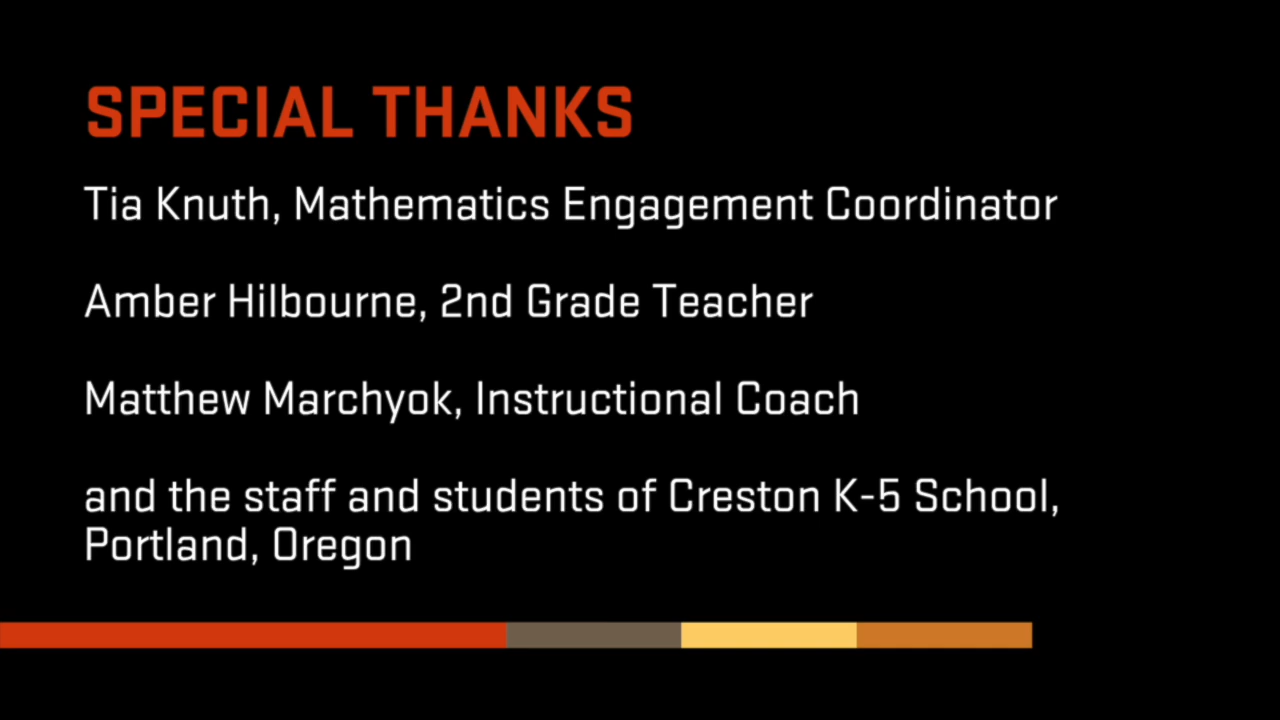 SPECIAL THANKS
Tia Knuth, Mathematics Engagement Coordinator
Amber Hilbourne, 2nd Grade Teacher
Matthew Marchyok, Instructional Coach
and the staff and students of Creston K-5 School,
Portland, Oregon